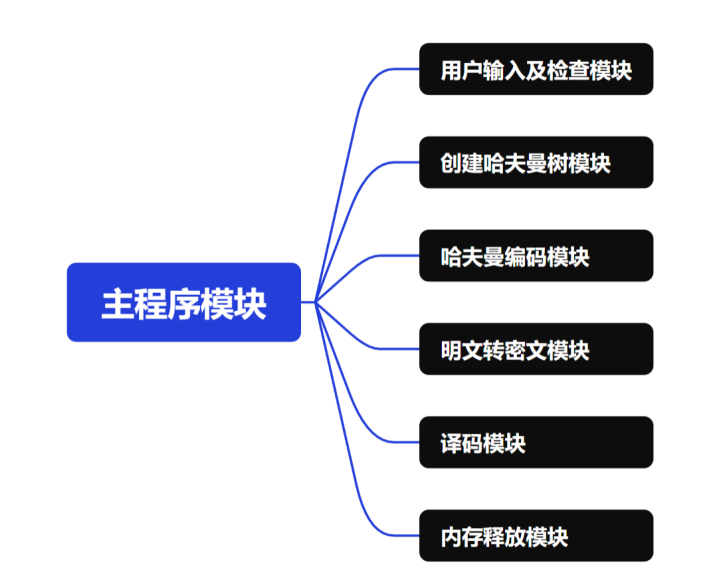 用户输入及检查模块
创建哈夫曼树模块
哈夫曼编码模块
主程序模块
明文转密文模块
译码模块
内存释放模块